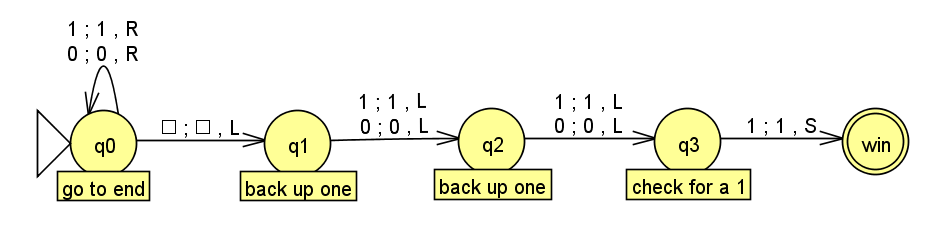 1 ; 1 , R
0 ; 0 , R
q0
go to end
□ ; □ , L
q1
back up one
1 ; 1 , L
0 ; 0 , L
q2
back up one
1 ; 1 , L
0 ; 0 , L
q3
check for a 1
1 ; 1 , S
win